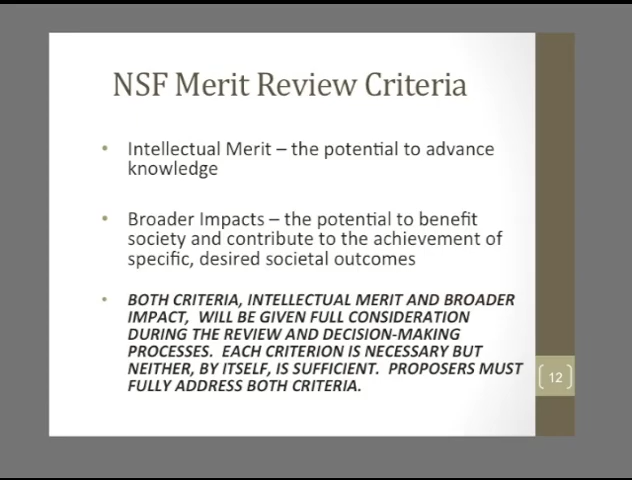 NSF Merit Review Criteria
• Intellectual Merit – the potential to advance
knowledge
• Broader Impacts – the potential to benefit
society and contribute to the achievement of
specific, desired societal outcomes
• BOTH CRITERIA, INTELLECTUAL MERIT AND BROADER
IMPACT, WILL BE GIVEN FULL CONSIDERATION
DURING THE REVIEW AND DECISION-MAKING
PROCESSES. EACH CRITERION IS NECESSARY BUT
NEITHER, BY ITSELF, IS SUFFICIENT. PROPOSERS MUST
FULLY ADDRESS BOTH CRITERIA.
12